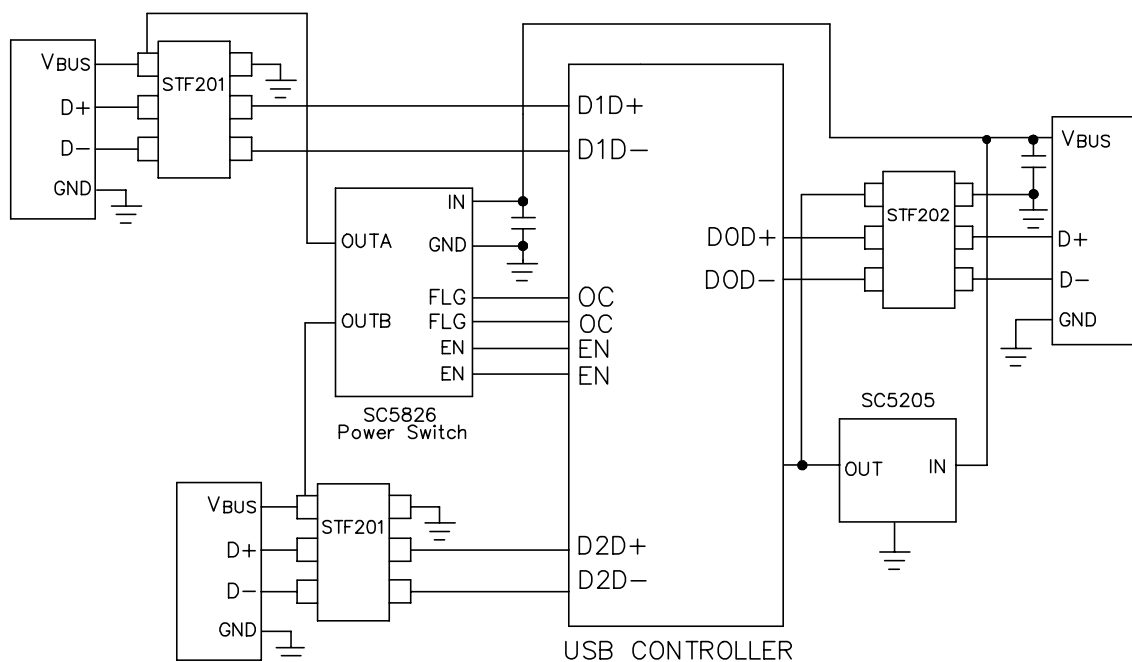 VBUS
D+
D-
GND
STF201
D1D+
D1D-
IN
GND
FLG
FLG
EN
EN
OUTA
OUTB
SC5826
Power Switch
OC
OC
EN
EN
DOD+
DOD-
D2D+
D2D-
USB CONTROLLER
VBUS
D+
D-
GND
STF201
STF202
VBUS
D+
D-
GND
SC5205
OUT
IN